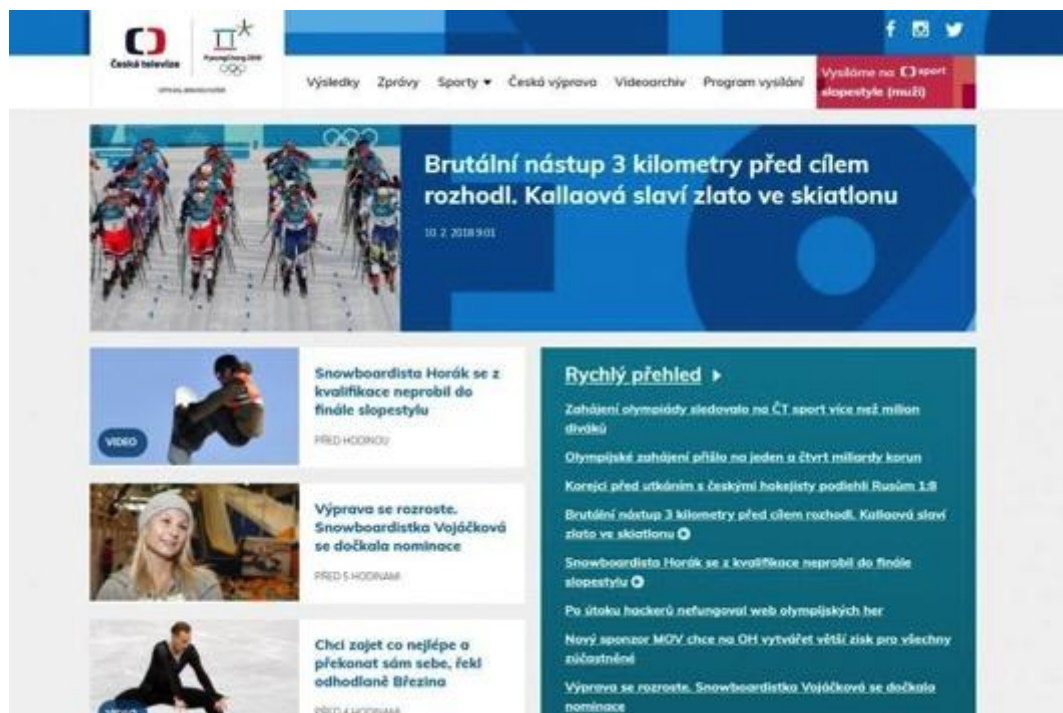 Česká televize
PyeongChang 2018
Výsledky
Zprávy
Sporty
Česká výprava
Videoarchiv
Program vysílání
Vysíláme na sport
slopestyle (muži)
Brutální nástup 3 kilometry před cílem
rozhodl. Kallaová slaví zlato ve skiatlonu
10. 2. 2018 9:01
VIDEO
Snowboardista Horák se z
kvalifikace neprobil do
finále slopestylu
PŘED HODINOU
Výprava se rozroste.
Snowboardistka Vojáčková
se dočkala nominace
PŘED 5 HODINAMI
Chci zajet co nejlépe a
překonat sám sebe, řekl
odhodlaně Březina
PŘED 4 HODINAMI
VIDEO
Rychlý přehled
Zahájení olympiády sledovalo na ČT sport více než milion
diváků
Olympijské zahájení přišlo na jeden a čtvrt miliardy korun
Korejci před utkáním s českými hokejisty podlehli Rusům 1:8
Brutální nástup 3 kilometry před cílem rozhodl. Kallaová slaví
zlato ve skiatlonu
Snowboardista Horák se z kvalifikace neprobil do finále
slopestylu
Po útoku hackerů nefungoval web olympijských her
Nový sponzor MOV chce na OH vytvářet větší zisk pro všechny
zúčastněné
Výprava se rozroste. Snowboardistka Vojáčková se dočkala
nominace